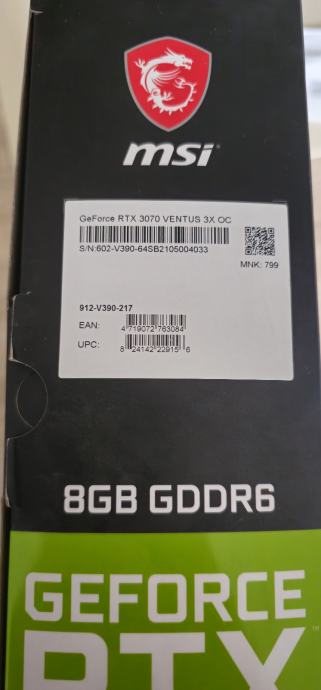 msi
GeForce RTX 3070 VENTUS 3X OC
S/N:602-V390-64SB2105004033
MNK: 799
912-V390-217
EAN:
4 719072 763084
UPC:
8 24142 22915 6
8GB GDDR6
GEFORCE
RTX